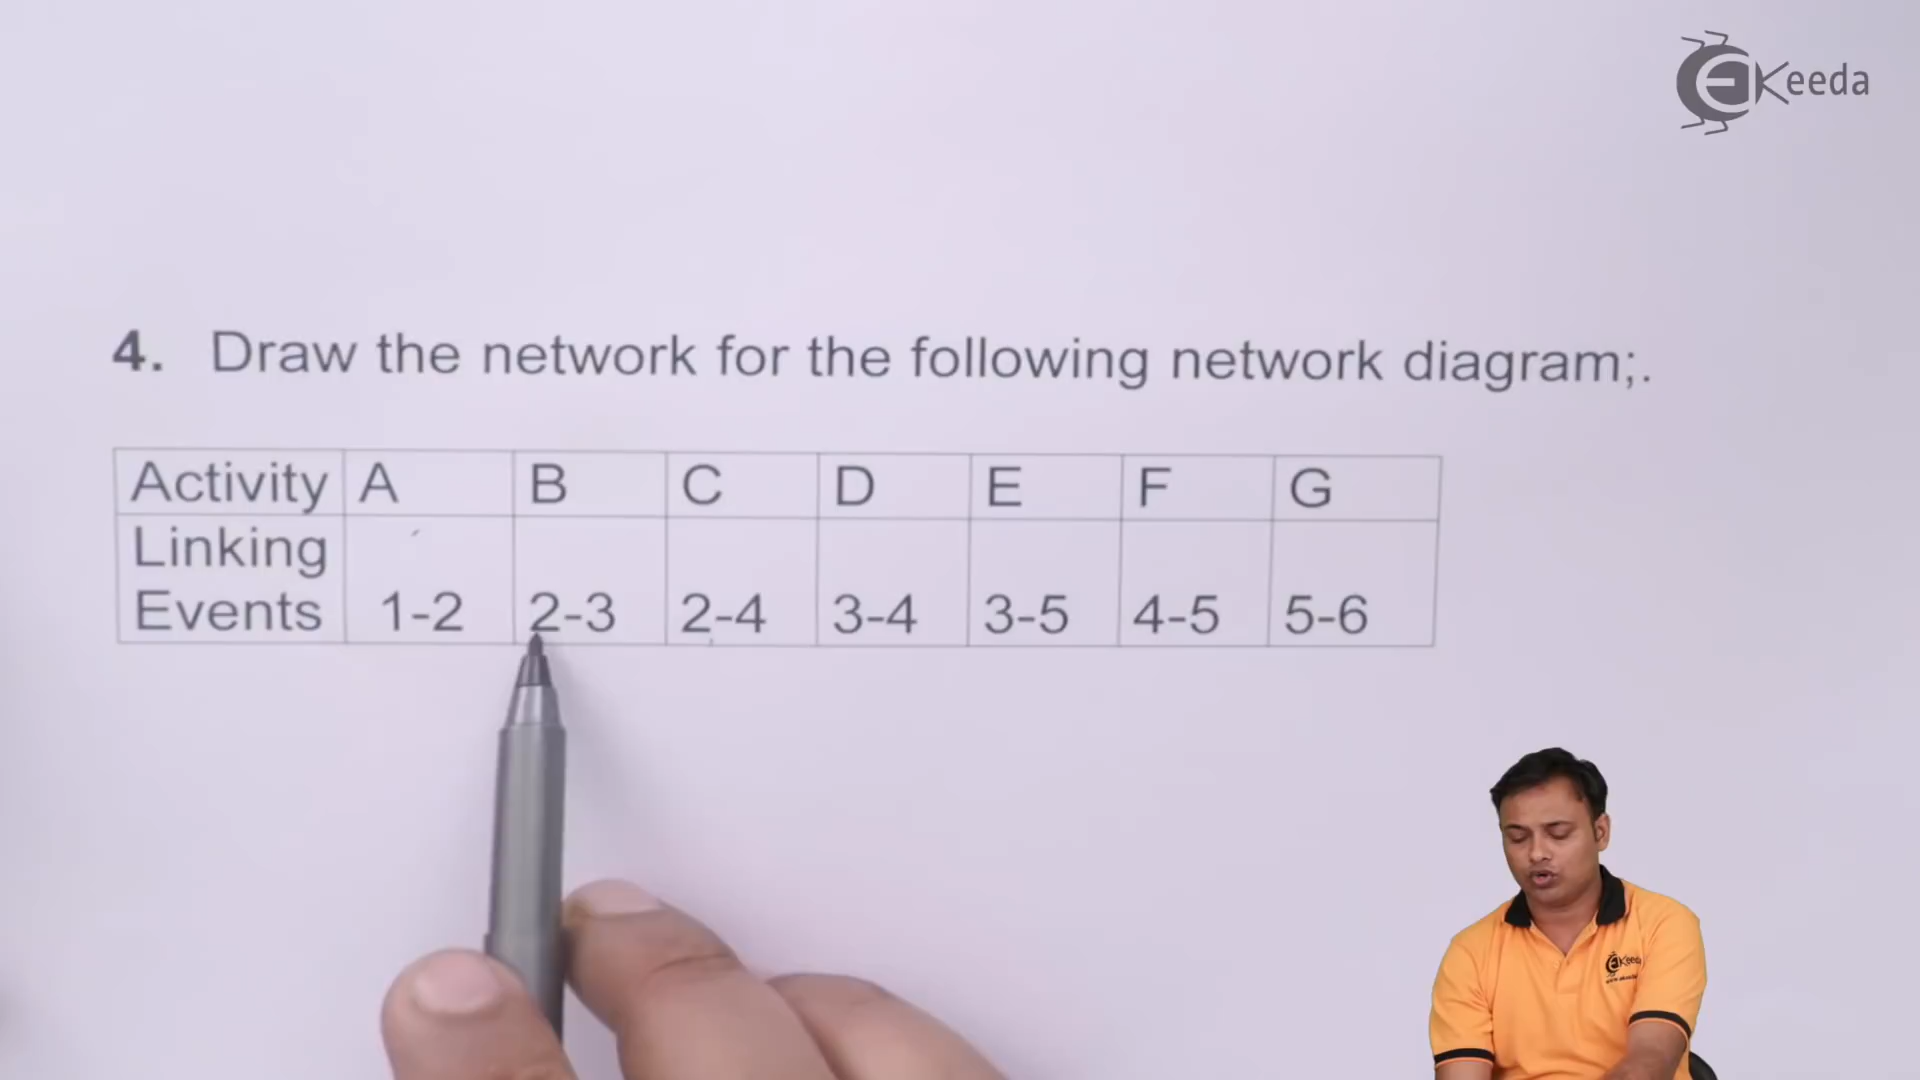 EKeeda
4. Draw the network for the following network diagram;.
Activity A B C D E F G
Linking
Events 1-2 2-3 2-4 3-4 3-5 4-5 5-6